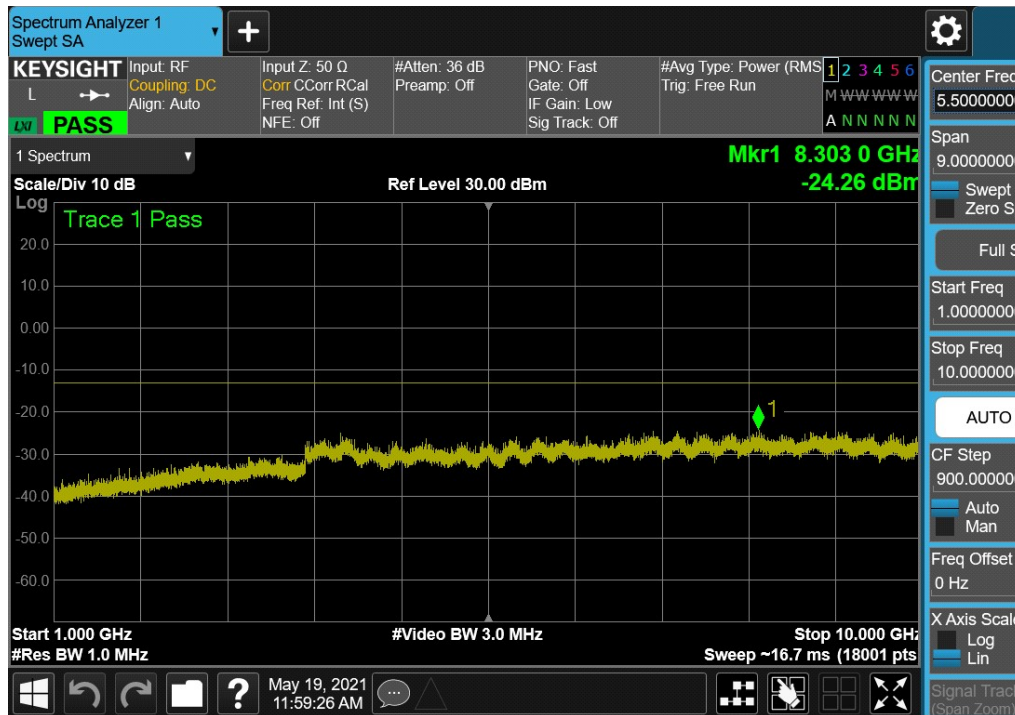 Spectrum Analyzer 1
Swept SA
KEYSIGHT
L
LXI PASS
Input: RF
Coupling: DC
Align: Auto
Input Z: 50 Ω
Corr CCorr RCal
Freq Ref: Int (S)
NFE: Off
#Atten: 36 dB
Preamp: Off
PNO: Fast
Gate: Off
IF Gain: Low
Sig Track: Off
#Avg Type: Power (RMS
Trig: Free Run
1 2 3 4 5 6
M W W W W W
A N N N N N
1 Spectrum
Scale/Div 10 dB
Ref Level 30.00 dBm
Mkr1 8.303 0 GHz
-24.26 dBm
Log
Trace 1 Pass
20.0
10.0
0.00
-10.0
-20.0
-30.0
-40.0
-50.0
-60.0
1
Start 1.000 GHz
#Res BW 1.0 MHz
#Video BW 3.0 MHz
Stop 10.000 GHz
Sweep ~16.7 ms (18001 pts
?
May 19, 2021
11:59:26 AM
Center Freq
5.5000000
Span
9.0000000
Swept
Zero S
Full S
Start Freq
1.0000000
Stop Freq
10.000000
AUTO
CF Step
900.00000
Auto
Man
Freq Offset
0 Hz
X Axis Scale
Log
Lin
Signal Track
(Span Zoom)